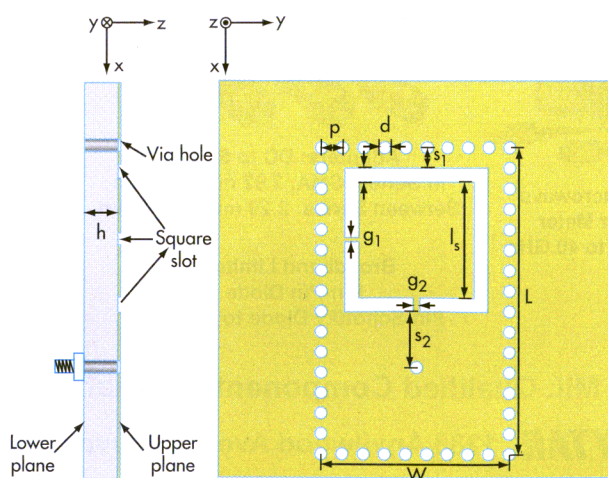 y z z y
x x
p d s1
Via hole
h
Square
slot
g1 ls
g2
s2
L
Lower
plane
Upper
plane
W